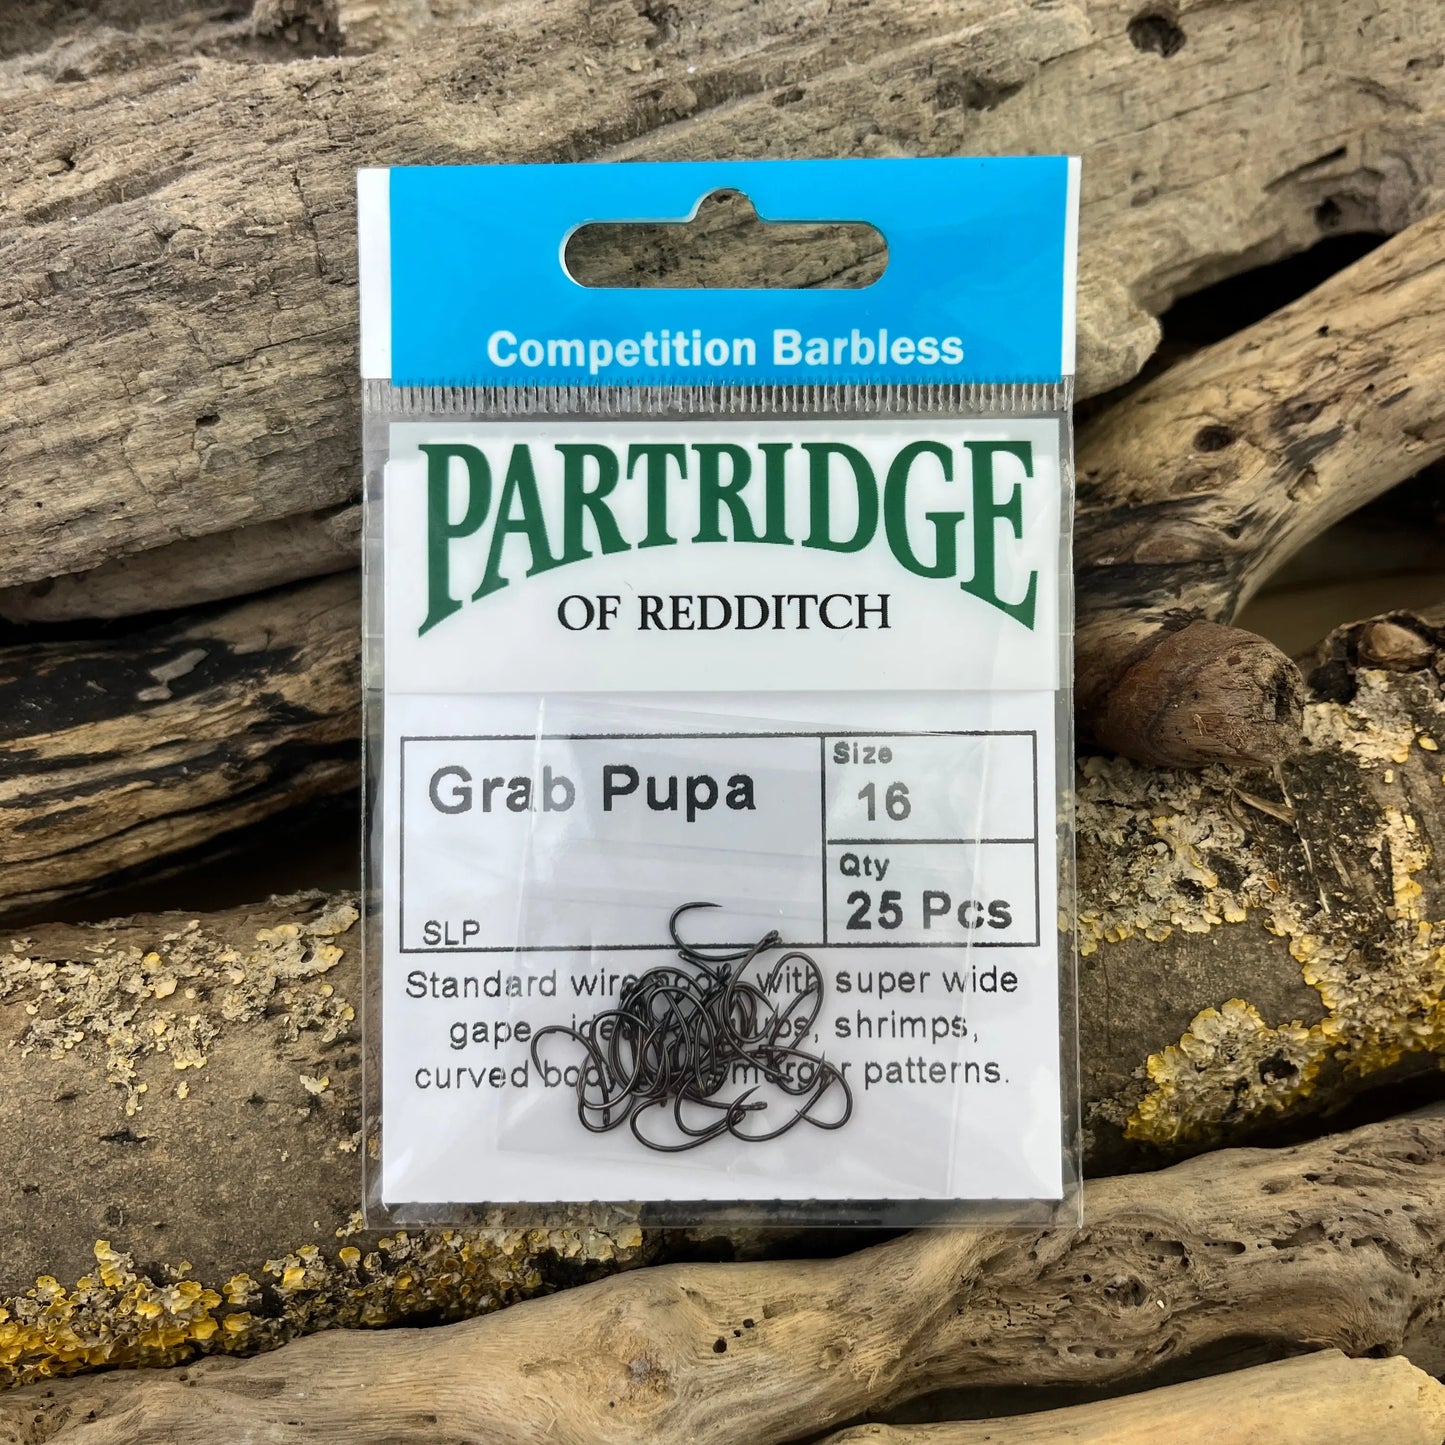 Competition Barbless
PARTRIDGE
OF REDDITCH
Grab Pupa
SLP
Size
16
Qty
25 Pcs
Standard wire with super wide
gape shrimps,
curved body patterns.